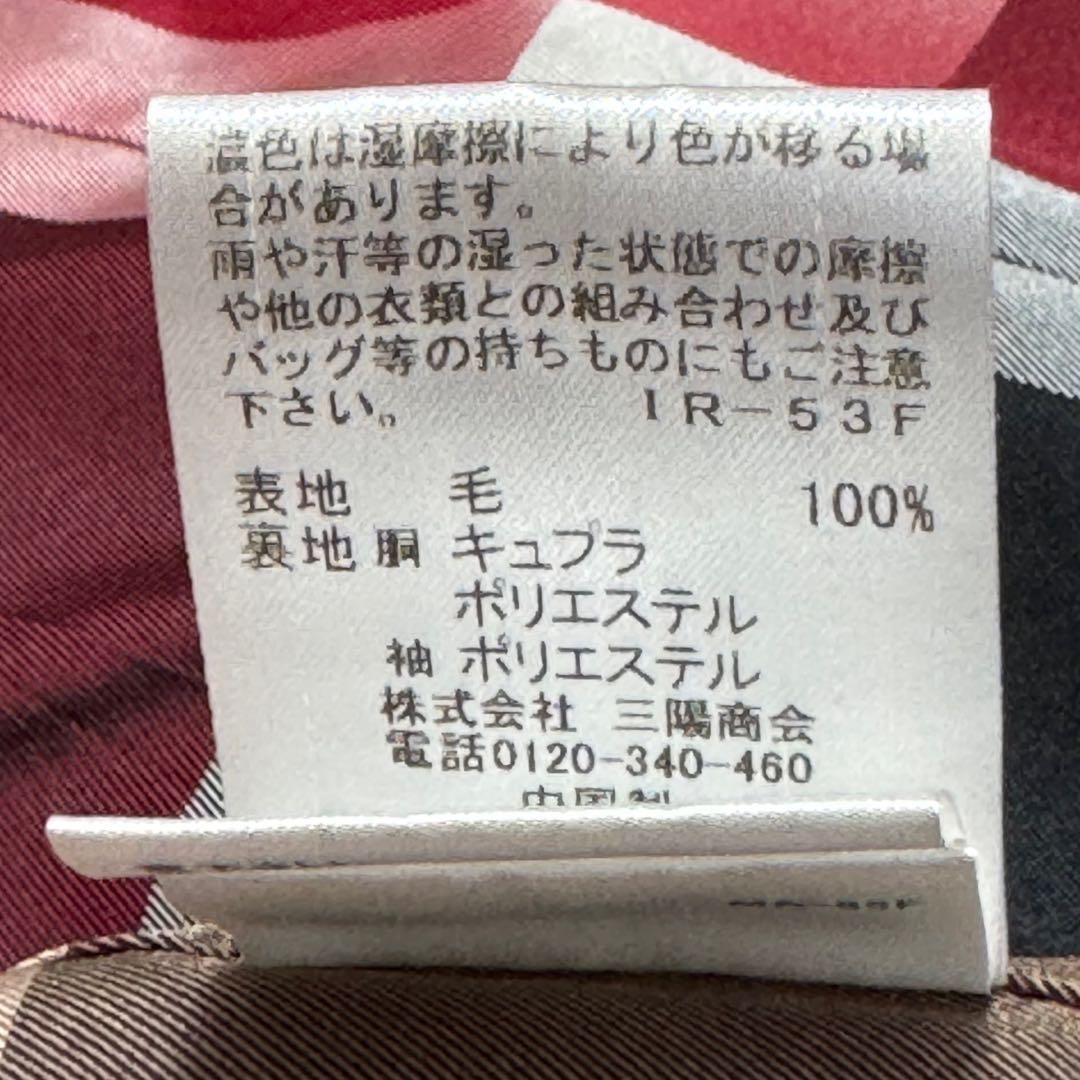 濃色は湿摩擦により色が移る場
合があります。
雨や汗等の湿った状態での摩擦
や他の衣類との組み合わせ及び
バッグ等の持ちものにもご注意
下さい。 IR-53F
表地 毛 100%
裏地 胴 キュプラ
ポリエステル
袖 ポリエステル
株式会社 三陽商会
電話0120-340-460
中国製